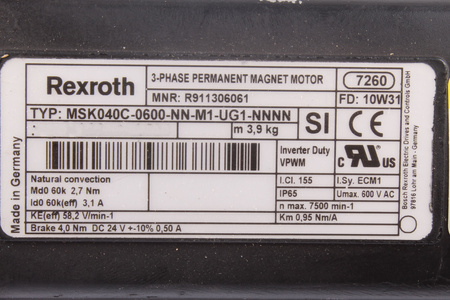 Rexroth
3-PHASE PERMANENT MAGNET MOTOR
7260
MNR: R911306061
FD: 10W31
TYP: MSK040C-0600-NN-M1-UG1-NNNN
m 3,9 kg
SI CE
Made in Germany
Inverter Duty
VPWM
c UL us
Natural convection
Md0 60k 2,7 Nm
Id0 60k(eff) 3,1 A
KE(eff) 58,2 V/min-1
Brake 4,0 Nm DC 24 V +-10% 0,50 A
I.Cl. 155
I.Sy. ECM1
IP65
Umax. 600 V AC
n max. 7500 min-1
Km 0,95 Nm/A
Bosch Rexroth Electric Drives and Controls GmbH
97816 Lohr am Main - Germany